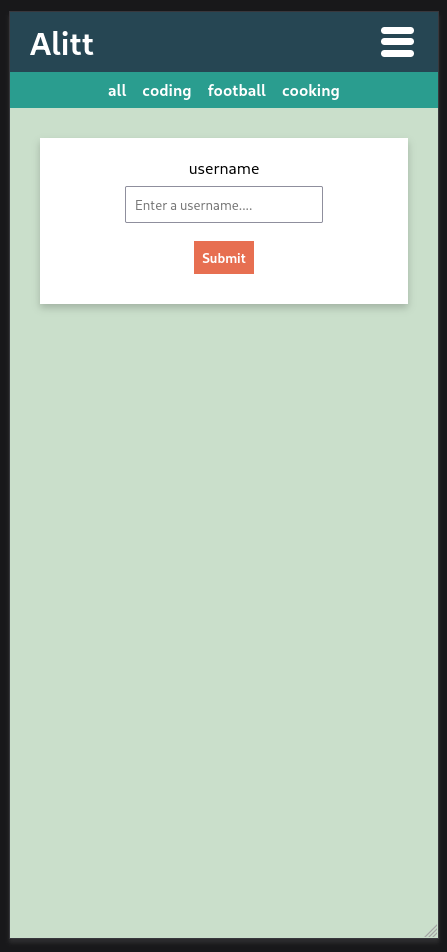 Alitt
all coding football cooking
username
Enter a username....
Submit